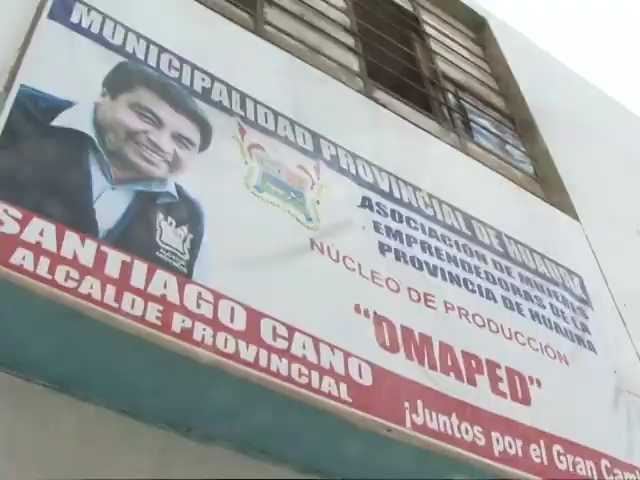 MUNICIPALIDAD PROVINCIAL DE HUAURA
ASOCIACIÓN DE MUJERES
EMPRENDEDORAS DE LA
PROVINCIA DE HUAURA
NÚCLEO DE PRODUCCIÓN
"OMAPED"
SANTIAGO CANO
ALCALDE PROVINCIAL
¡Juntos por el Gran